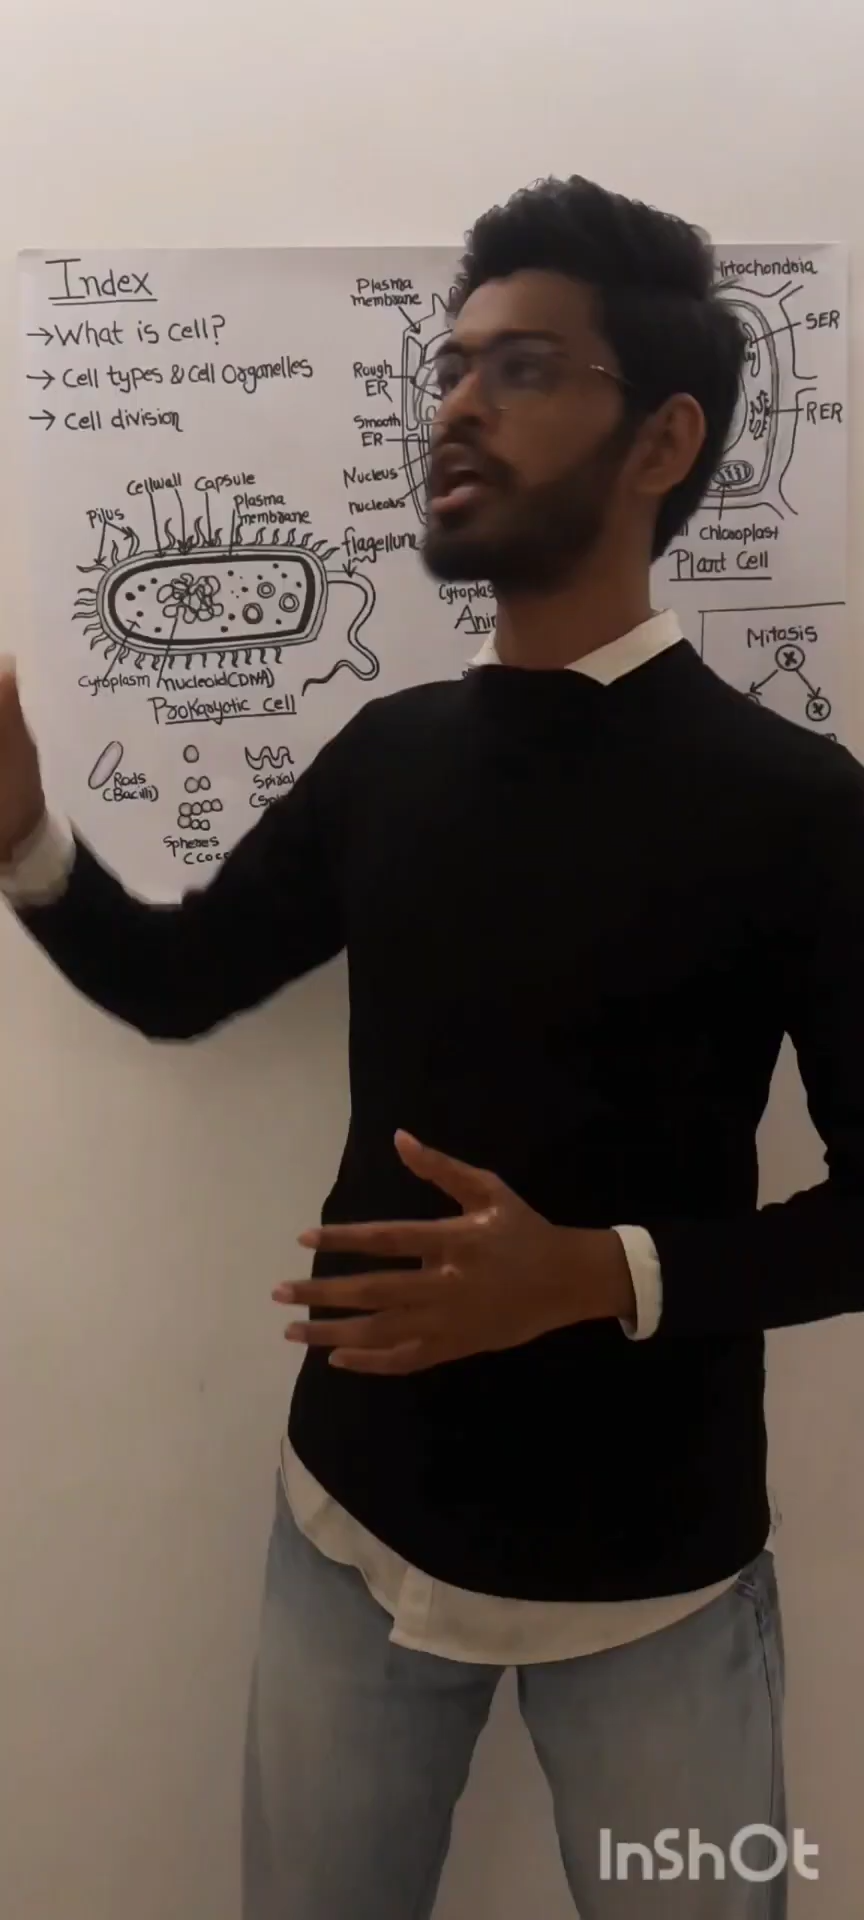 Index
→ What is cell?
→ Cell types & Cell Organelles
→ Cell division
Cellwall
Capsule
Plasma
membrane
Pilus
flagellum
Cytoplasm
nucleoid (DNA)
Prokaryotic Cell
Rods
(Bacilli)
Spheres
Spiral
Plasma
membrane
Rough
ER
Smooth
ER
Nucleus
nucleolus
SER
RER
Chloroplast
Plant Cell
Mitosis
InShOt